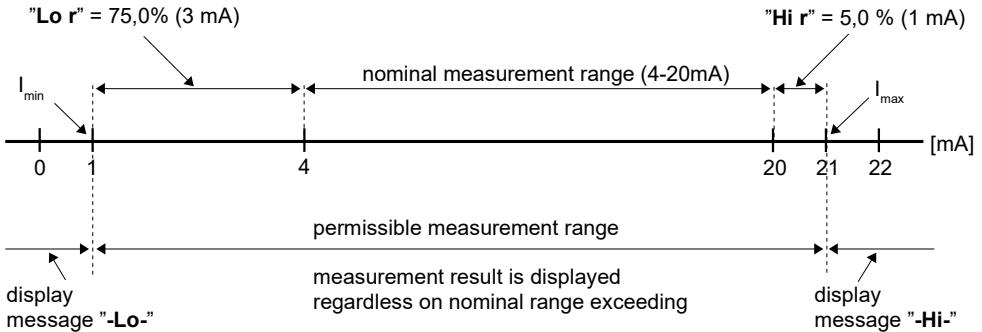 "Lo r" = 75,0% (3 mA)
"Hi r" = 5,0 % (1 mA)
nominal measurement range (4-20mA)
Imin
Imax
[mA]
0
1
4
20
21
22
permissible measurement range
measurement result is displayed
regardless on nominal range exceeding
display
message "-Lo-"
display
message "-Hi-"